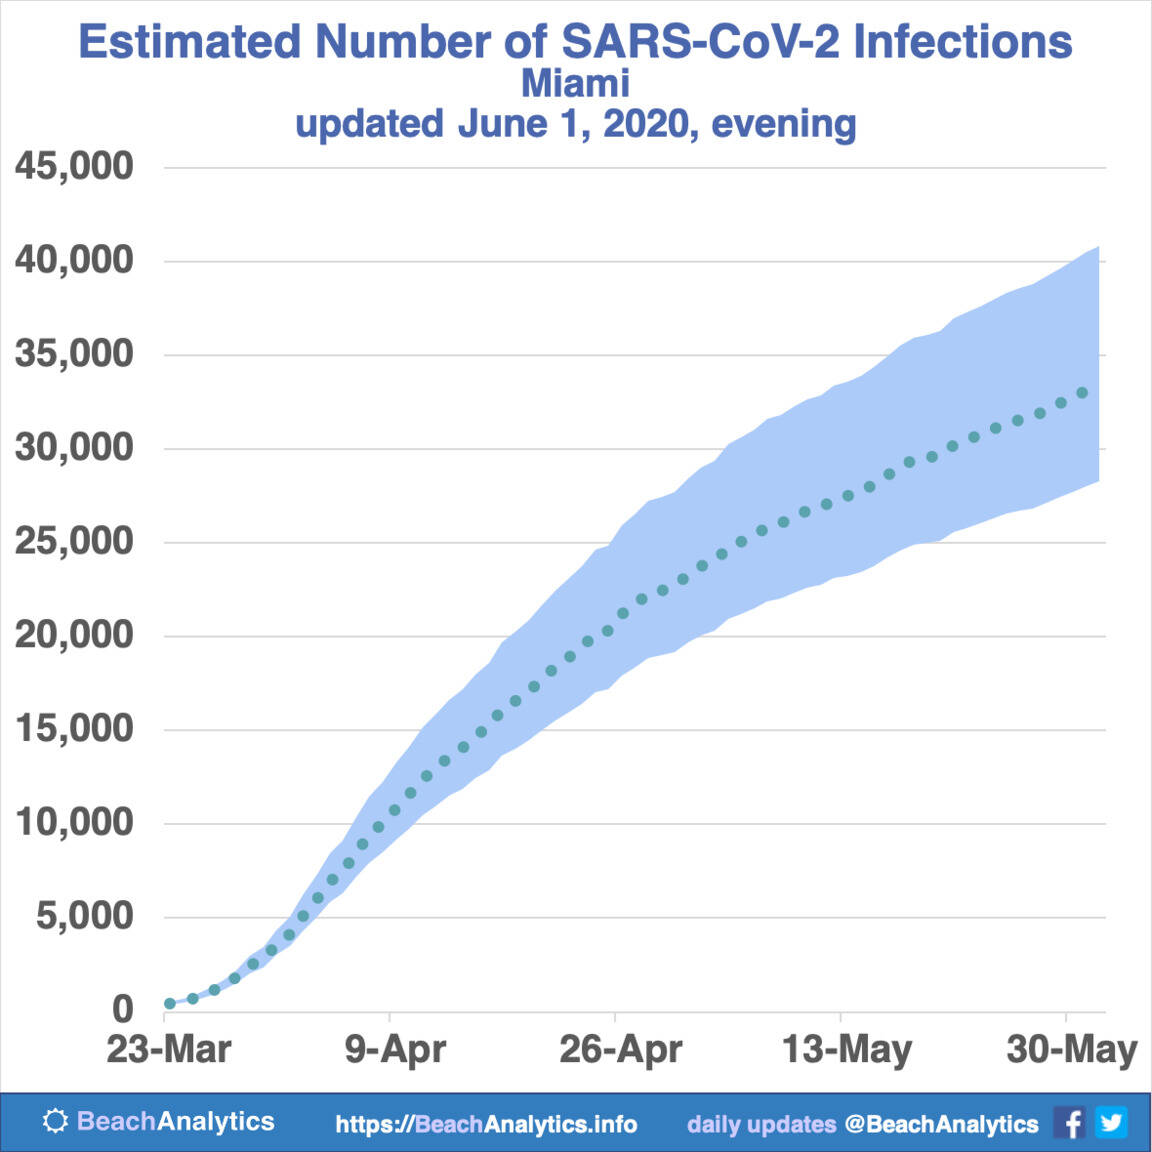 Estimated Number of SARS-CoV-2 Infections
Miami
updated June 1, 2020, evening
45,000
40,000
35,000
30,000
25,000
20,000
15,000
10,000
5,000
0
23-Mar 9-Apr 26-Apr 13-May 30-May
BeachAnalytics https://BeachAnalytics.info daily updates @BeachAnalytics